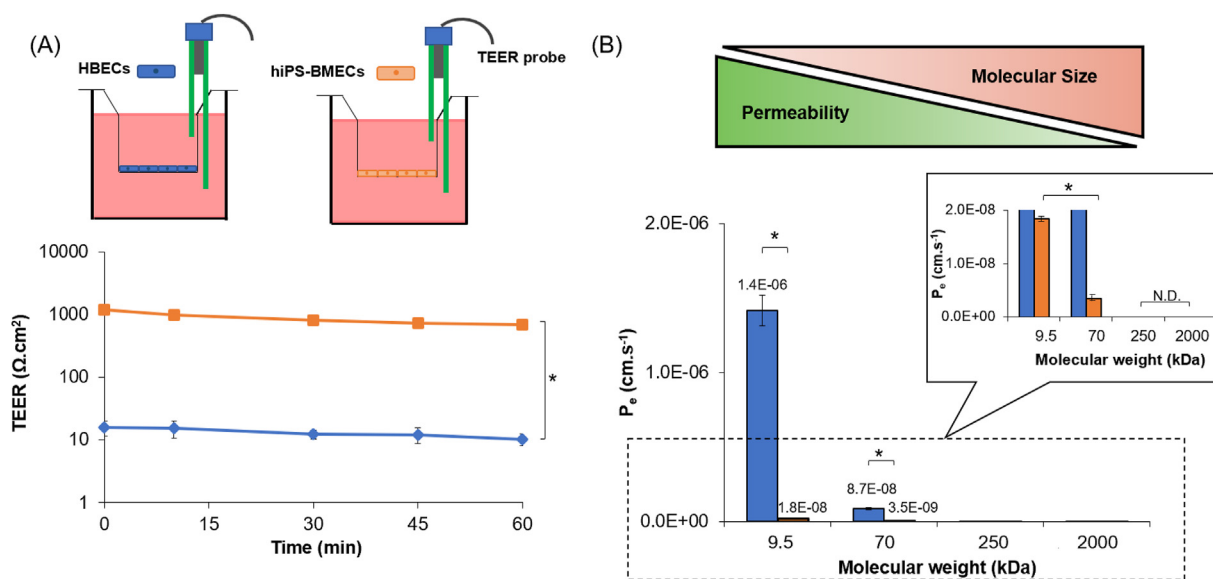 (A)
HBECs
hiPS-BMECs
TEER probe
TEER (Ω.cm²)
10000
1000
100
10
1
*
0 15 30 45 60
Time (min)
(B)
Molecular Size
Permeability
Pₑ (cm.s⁻¹)
2.0E-06
1.0E-06
0.0E+00
*
1.4E-06
1.8E-08
*
8.7E-08
3.5E-09
9.5 70 250 2000
Molecular weight (kDa)
Pₑ (cm.s⁻¹)
2.0E-08
1.0E-08
0.0E+00
*
N.D.
9.5 70 250 2000
Molecular weight (kDa)